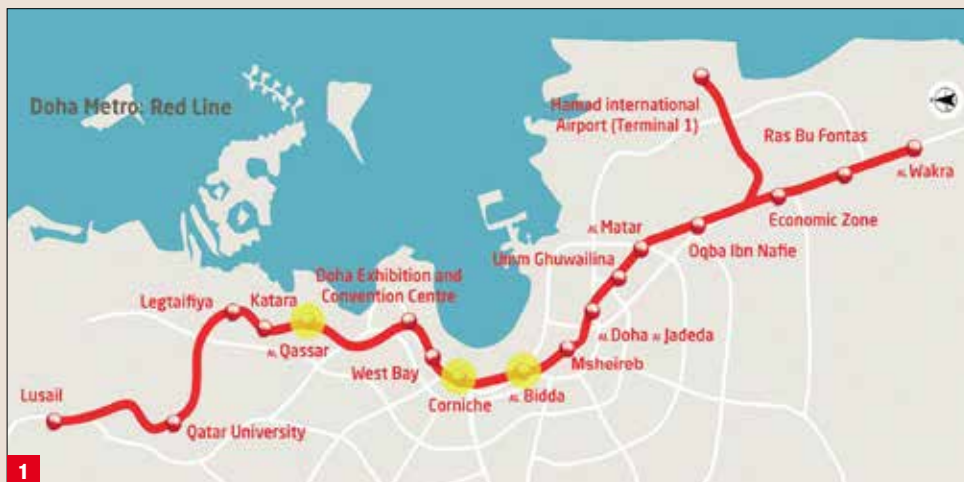 Doha Metro: Red Line
Hamad international
Airport (Terminal 1)
Ras Bu Fontas
AL Wakra
AL Matar
Economic Zone
Umm Ghuwailina
Oqba Ibn Nafie
Doha Exhibition and
Convention Centre
Legtaifiya
Katara
AL Qassar
AL Doha Al Jadeda
Msheireb
West Bay
Lusail
Corniche
AL Bidda
Qatar University
1